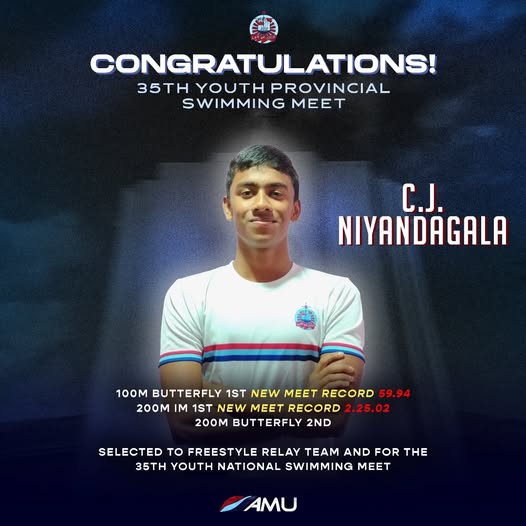 CONGRATULATIONS!
35TH YOUTH PROVINCIAL
SWIMMING MEET
C.J.
NIYANDAGALA
100M BUTTERFLY 1ST NEW MEET RECORD 59.94
200M IM 1ST NEW MEET RECORD 2.25.02
200M BUTTERFLY 2ND
SELECTED TO FREESTYLE RELAY TEAM AND FOR THE
35TH YOUTH NATIONAL SWIMMING MEET
AMU